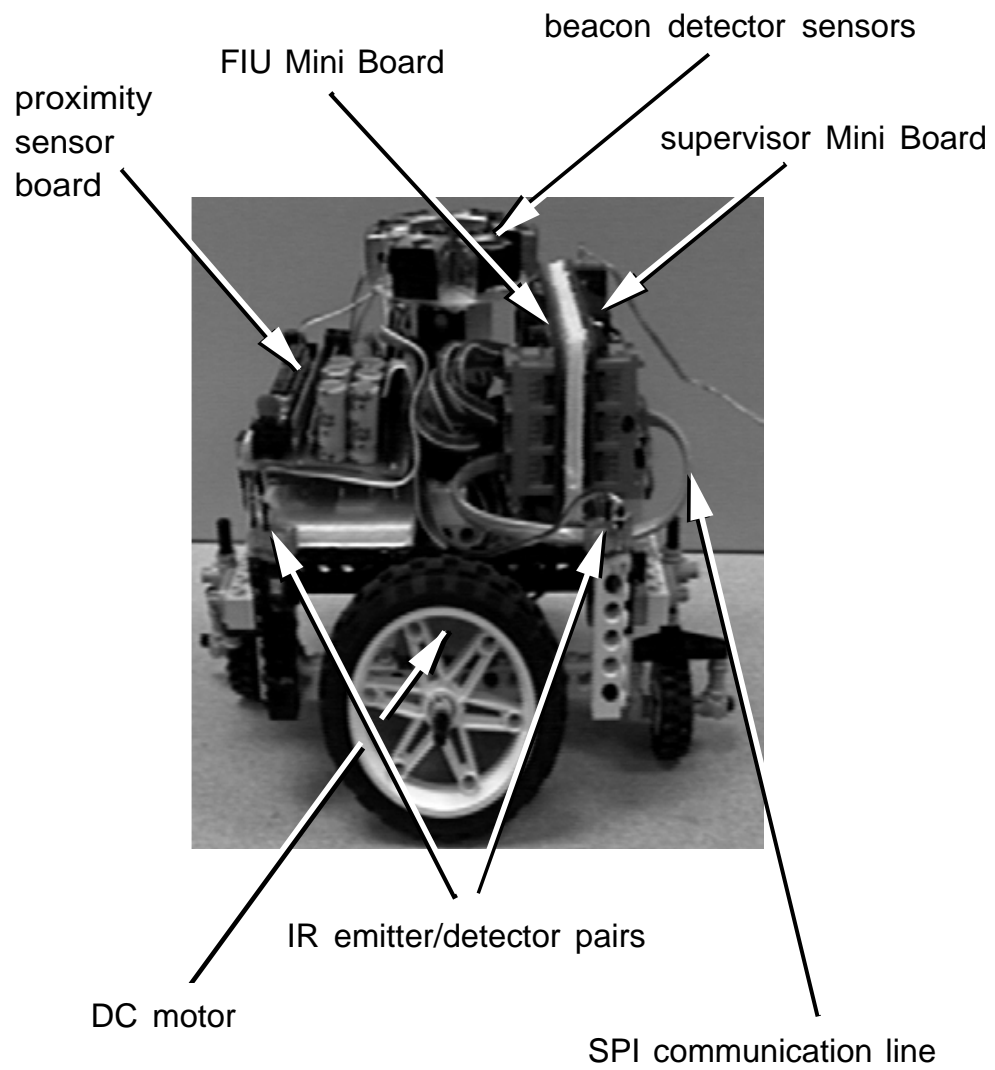 beacon detector sensors
FIU Mini Board
proximity
sensor
board
supervisor Mini Board
IR emitter/detector pairs
DC motor
SPI communication line